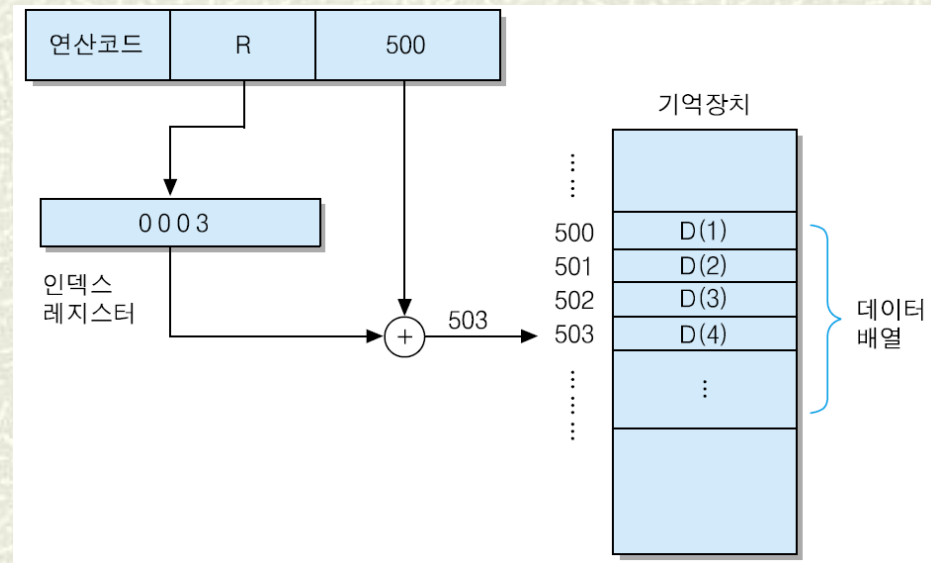 연산코드 R 500
기억장치
0003
인덱스
레지스터
+
503
⋮
500 D(1)
501 D(2)
502 D(3)
503 D(4)
⋮
⋮
데이터
배열